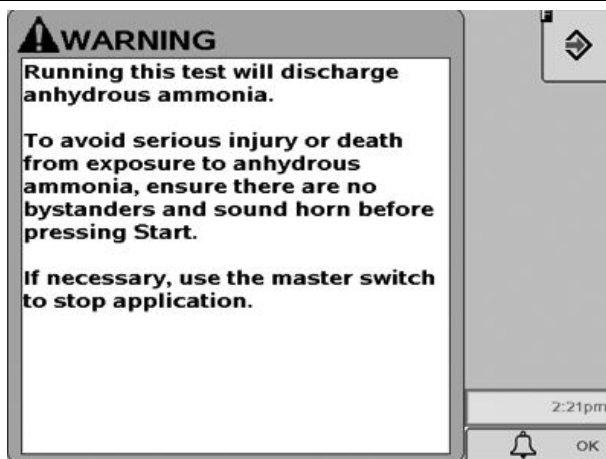 WARNING
Running this test will discharge
anhydrous ammonia.
To avoid serious injury or death
from exposure to anhydrous
ammonia, ensure there are no
bystanders and sound horn before
pressing Start.
If necessary, use the master switch
to stop application.
F
2:21pm
OK